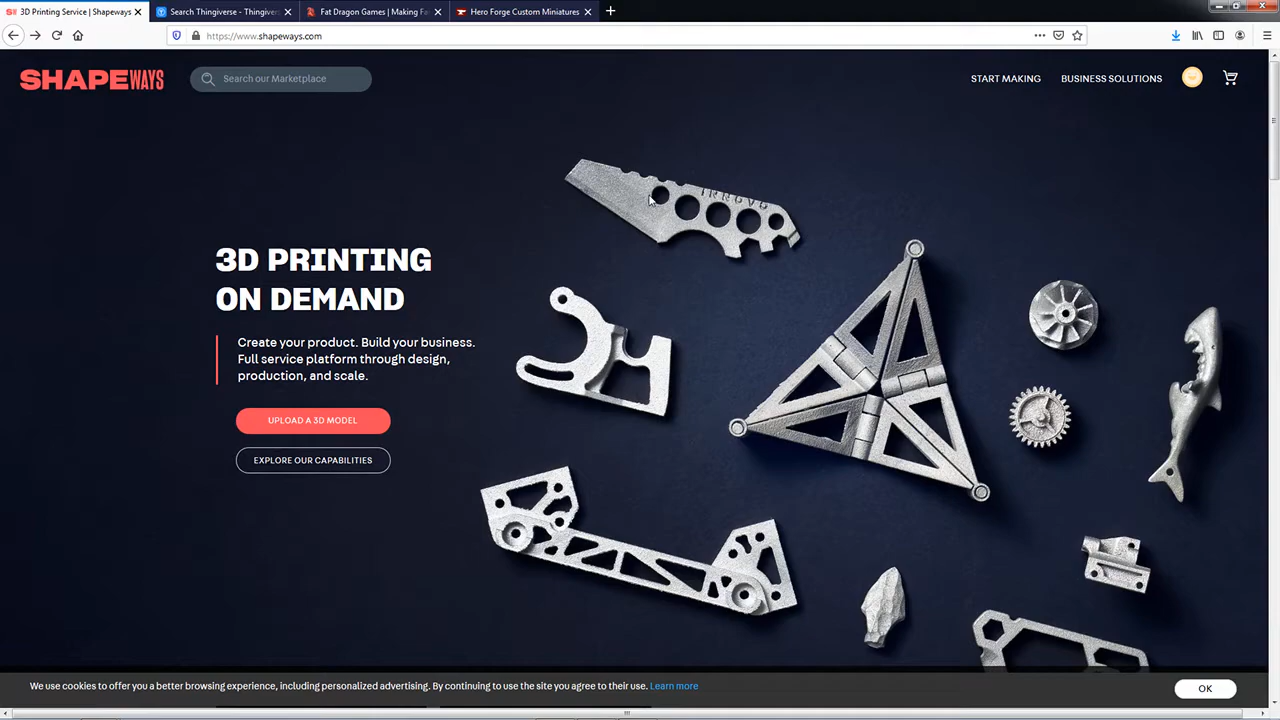 3D Printing Service | Shapeways
Search Thingiverse - Thingivers
Fat Dragon Games | Making Fa
Hero Forge Custom Miniatures
https://www.shapeways.com
SHAPEWAYS
Search our Marketplace
START MAKING
BUSINESS SOLUTIONS
INNOVO
3D PRINTING
ON DEMAND
Create your product. Build your business.
Full service platform through design,
production, and scale.
UPLOAD A 3D MODEL
EXPLORE OUR CAPABILITIES
We use cookies to offer you a better browsing experience, including personalized advertising. By continuing to use the site you agree to their use. Learn more
OK